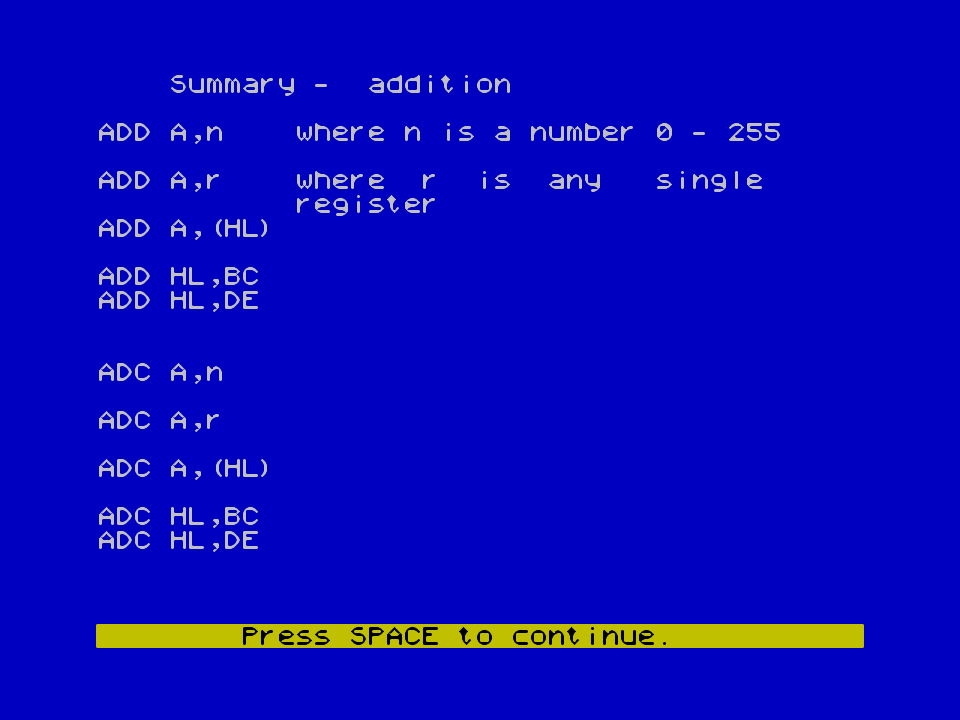 Summary - addition
ADD A,n where n is a number 0 - 255
ADD A,r where r is any single
register
ADD A,(HL)
ADD HL,BC
ADD HL,DE
ADC A,n
ADC A,r
ADC A,(HL)
ADC HL,BC
ADC HL,DE
Press SPACE to continue.